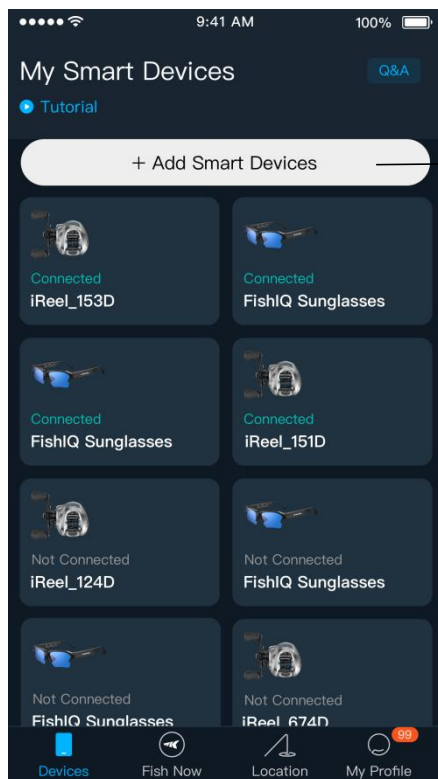 9:41 AM 100%
My Smart Devices Q&A
Tutorial
+ Add Smart Devices
Connected Connected
iReel_153D FishIQ Sunglasses
Connected Connected
FishIQ Sunglasses iReel_151D
Not Connected Not Connected
iReel_124D FishIQ Sunglasses
Not Connected Not Connected
FishIQ Sunglasses iReel_674D
99
Devices Fish Now Location My Profile